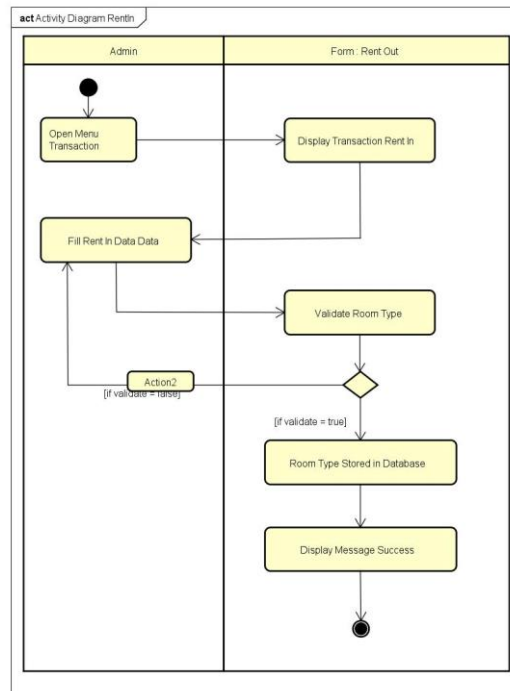 act Activity Diagram RentIn
Admin
Form : Rent Out
Open Menu
Transaction
Display Transaction Rent In
Fill Rent In Data Data
Validate Room Type
Action2
[if validate = false]
[if validate = true]
Room Type Stored in Database
Display Message Success